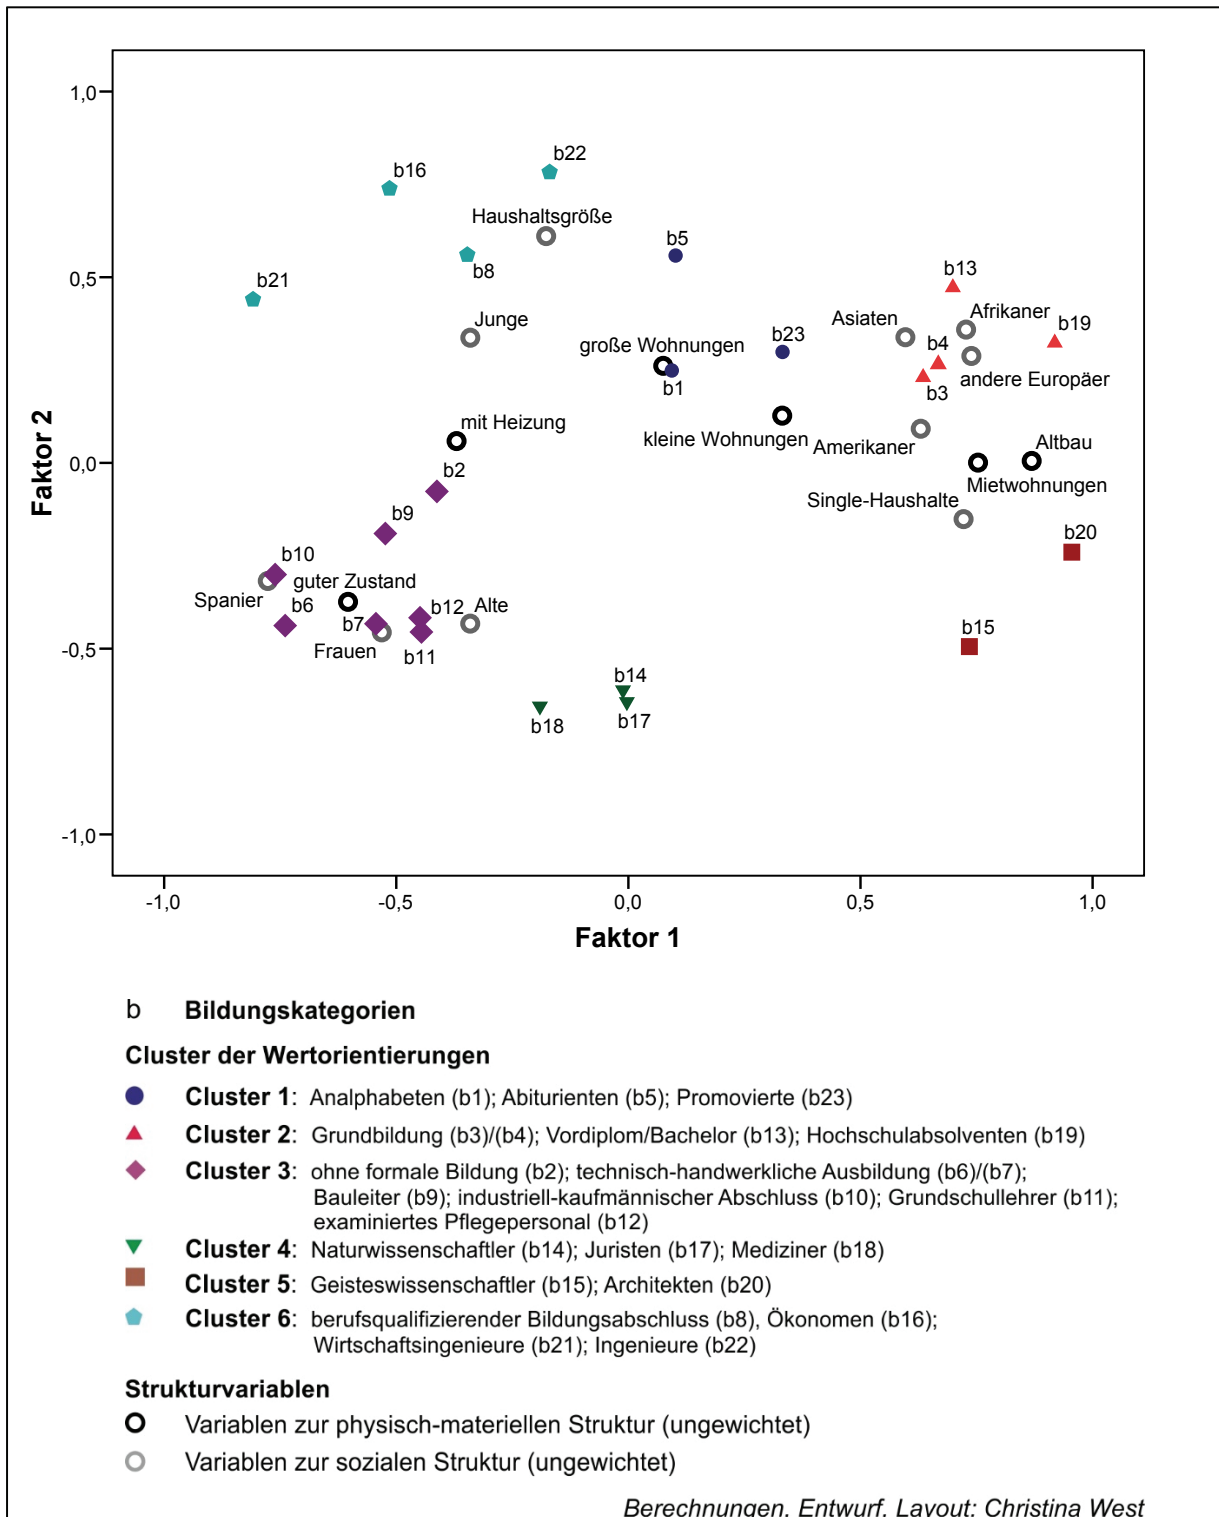 1,0
b22
b16
Haushaltsgröße
b5
b8
b13
b21
Afrikaner
Junge
Asiaten
b19
b23
große Wohnungen
b4
andere Europäer
b1
b3
mit Heizung
kleine Wohnungen
Amerikaner
Altbau
b2
Mietwohnungen
Single-Haushalte
b9
b20
b10
guter Zustand
Spanier
b6
b12
Alte
b7
b15
Frauen
b11
b14
b18
b17
0,5
0,0
-0,5
-1,0
Faktor 2
-1,0
-0,5
0,0
0,5
1,0
Faktor 1
b Bildungskategorien
Cluster der Wertorientierungen
Cluster 1: Analphabeten (b1); Abiturienten (b5); Promovierte (b23)
Cluster 2: Grundbildung (b3)/(b4); Vordiplom/Bachelor (b13); Hochschulabsolventen (b19)
Cluster 3: ohne formale Bildung (b2); technisch-handwerkliche Ausbildung (b6)/(b7);
Bauleiter (b9); industriell-kaufmännischer Abschluss (b10); Grundschullehrer (b11);
examiniertes Pflegepersonal (b12)
Cluster 4: Naturwissenschaftler (b14); Juristen (b17); Mediziner (b18)
Cluster 5: Geisteswissenschaftler (b15); Architekten (b20)
Cluster 6: berufsqualifizierender Bildungsabschluss (b8), Ökonomen (b16);
Wirtschaftsingenieure (b21); Ingenieure (b22)
Strukturvariablen
Variablen zur physisch-materiellen Struktur (ungewichtet)
Variablen zur sozialen Struktur (ungewichtet)
Berechnungen, Entwurf, Layout: Christina West